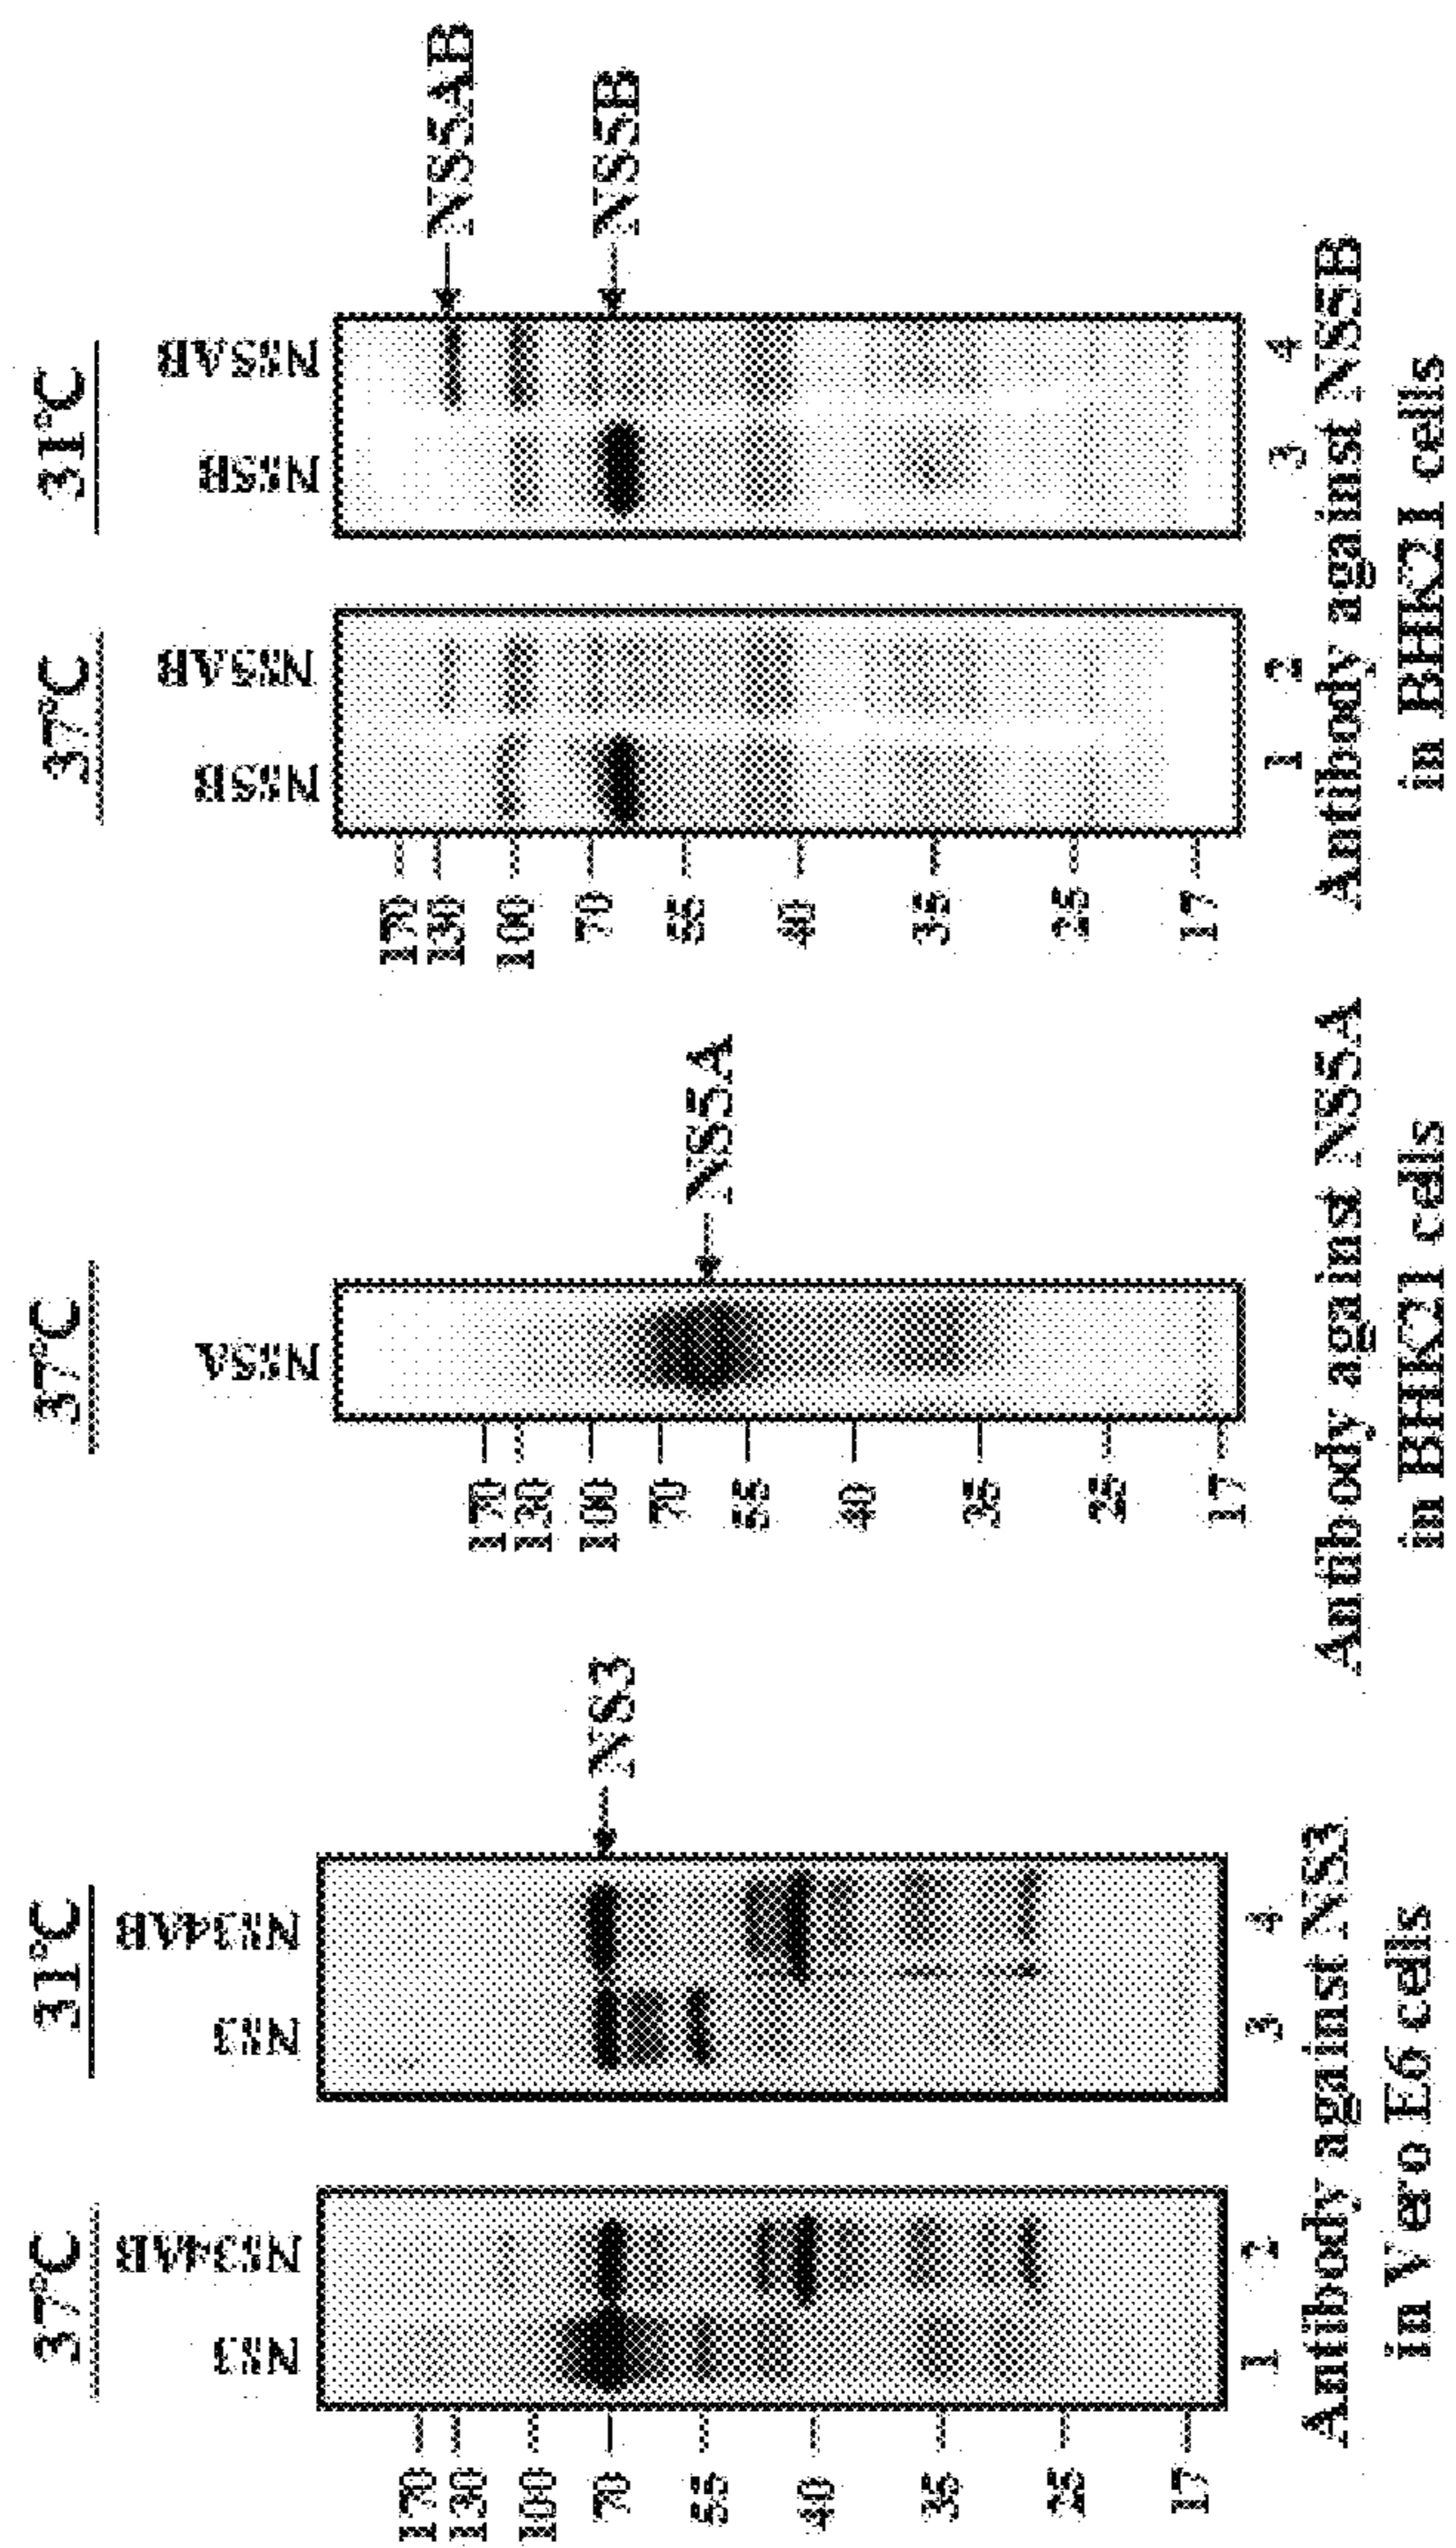 37°C 31°C
NS3 NS34AB NS3 NS34AB
170
130
100
70
55
40
35
25
17
NS3
1 2 3 4
Antibody against NS3
in Vero E6 cells
37°C
NS5A
170
130
100
70
55
40
35
25
17
NS5A
Antibody against NS5A
in BHK21 cells
37°C 31°C
NS5B NS5AB NS5B NS5AB
170
130
100
70
55
40
35
25
17
NS5AB
NS5B
1 2 3 4
Antibody against NS5B
in BHK21 cells